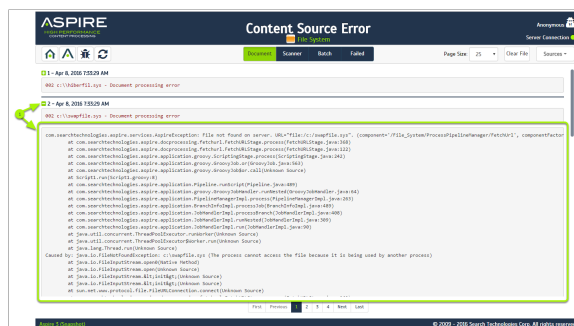 ASPIRE
HIGH PERFORMANCE
CONTENT PROCESSING
Content Source Error
File System
Anonymous
Server Connection
Document Scanner Batch Failed
Page Size: 25 Clear File Sources
1 - Apr 8, 2016 7:35:29 AM
002 c:\\hiberfil.sys - Document processing error
2 - Apr 8, 2016 7:35:29 AM
002 c:\\swapfile.sys - Document processing error
com.searchtechnologies.aspire.services.AspireException: File not found on server. URL="file:/c:/swapfile.sys". (component='/File_System/ProcessPipelineManager/FetchUrl', componentFactor
at com.searchtechnologies.aspire.docprocessing.fetchurl.FetchURLStage.process(FetchURLStage.java:368)
at com.searchtechnologies.aspire.docprocessing.fetchurl.FetchURLStage.process(FetchURLStage.java:122)
at com.searchtechnologies.aspire.application.groovy.ScriptingStage.process(ScriptingStage.java:242)
at com.searchtechnologies.aspire.application.groovy.GroovyJob.or(GroovyJob.java:563)
at com.searchtechnologies.aspire.application.groovy.GroovyJob$or.call(Unknown Source)
at Script1.run(Script1.groovy:8)
at com.searchtechnologies.aspire.application.Pipeline.runScript(Pipeline.java:489)
at com.searchtechnologies.aspire.application.groovy.GroovyJobHandler.runNested(GroovyJobHandler.java:64)
at com.searchtechnologies.aspire.application.PipelineManagerImpl.process(PipelineManagerImpl.java:263)
at com.searchtechnologies.aspire.application.BranchInfoImpl.processJob(BranchInfoImpl.java:189)
at com.searchtechnologies.aspire.application.JobHandlerImpl.processBranch(JobHandlerImpl.java:408)
at com.searchtechnologies.aspire.application.JobHandlerImpl.runNested(JobHandlerImpl.java:309)
at com.searchtechnologies.aspire.application.JobHandlerImpl.run(JobHandlerImpl.java:90)
at java.util.concurrent.ThreadPoolExecutor.runWorker(Unknown Source)
at java.util.concurrent.ThreadPoolExecutor$Worker.run(Unknown Source)
at java.lang.Thread.run(Unknown Source)
Caused by: java.io.FileNotFoundException: c:\swapfile.sys (The process cannot access the file because it is being used by another process)
at java.io.FileInputStream.open0(Native Method)
at java.io.FileInputStream.open(Unknown Source)
at java.io.FileInputStream.&lt;init&gt;(Unknown Source)
at java.io.FileInputStream.&lt;init&gt;(Unknown Source)
at sun.net.www.protocol.file.FileURLConnection.connect(Unknown Source)
First Previous 1 2 3 4 Next Last
Aspire 3 (Snapshot)
© 2009 - 2016 Search Technologies Corp. All rights reserve